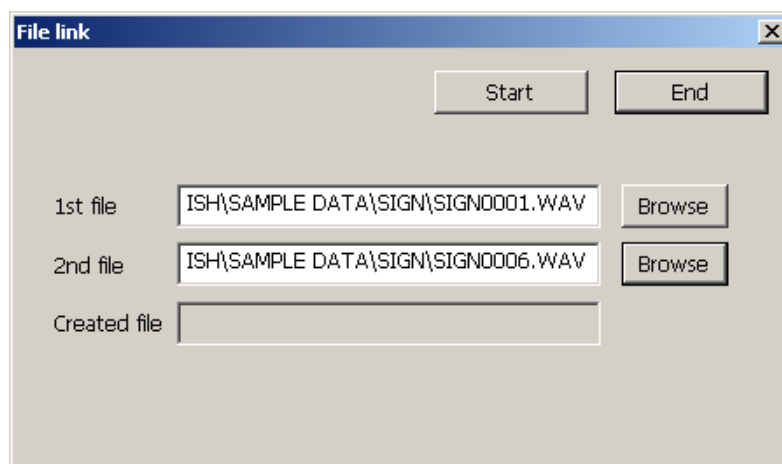 File link
Start End
1st file ISH\SAMPLE DATA\SIGN\SIGN0001.WAV Browse
2nd file ISH\SAMPLE DATA\SIGN\SIGN0006.WAV Browse
Created file